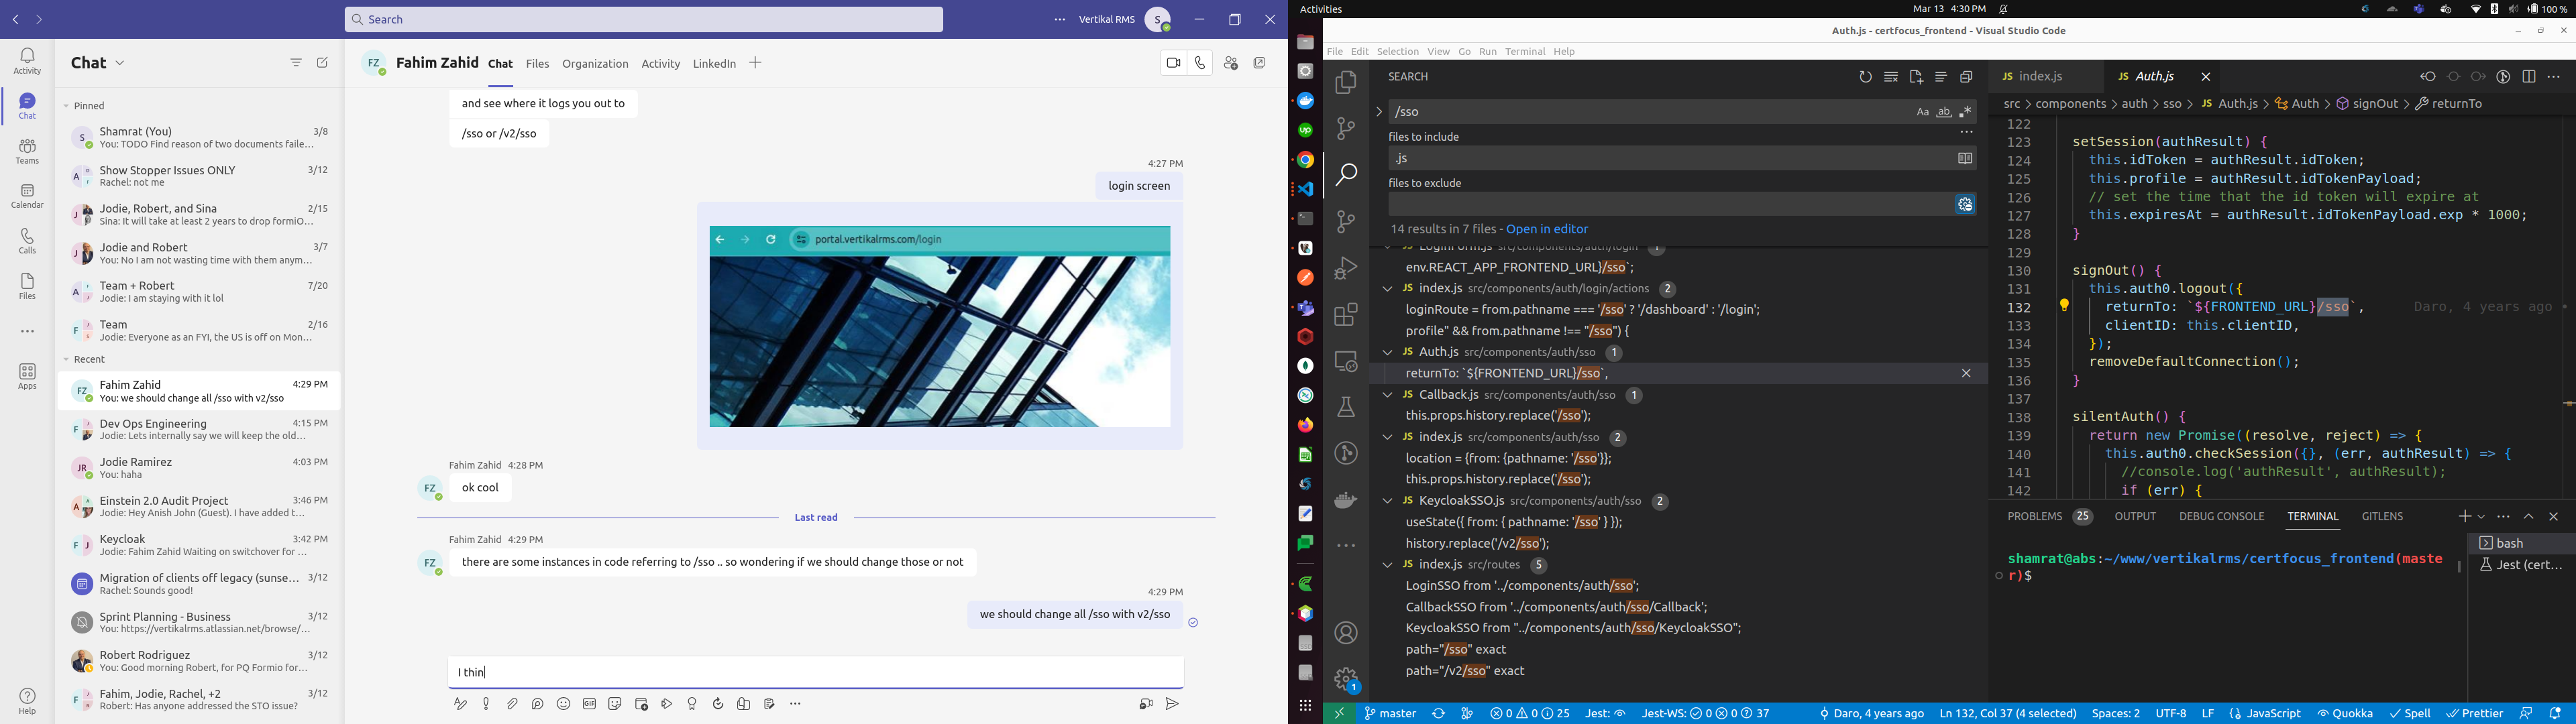 Search
Vertikal RMS
S
Activity
Chat
Teams
Calendar
Calls
Files
Apps
Help
Chat
Pinned
Shamrat (You) 3/8
You: TODO Find reason of two documents faile...
Show Stopper Issues ONLY 3/12
Rachel: not me
Jodie, Robert, and Sina 2/15
Sina: It will take at least 2 years to drop formiO...
Jodie and Robert 3/7
You: No I am not wasting time with them anym...
Team + Robert 7/20
Jodie: I am staying with it lol
Team 2/16
Jodie: Everyone as an FYI, the US is off on Mon...
Recent
Fahim Zahid 4:29 PM
You: we should change all /sso with v2/sso
Dev Ops Engineering 4:15 PM
Jodie: Lets internally say we will keep the old...
Jodie Ramirez 4:03 PM
You: haha
Einstein 2.0 Audit Project 3:46 PM
Jodie: Hey Anish John (Guest). I have added t...
Keycloak 3:42 PM
Jodie: Fahim Zahid Waiting on switchover for ...
Migration of clients off legacy (sunse... 3/12
Rachel: Sounds good!
Sprint Planning - Business 3/12
You: https://vertikalrms.atlassian.net/browse/...
Robert Rodriguez 3/12
You: Good morning Robert, for PQ Formio for...
Fahim, Jodie, Rachel, +2 3/12
Robert: Has anyone addressed the STO issue?
FZ Fahim Zahid Chat Files Organization Activity LinkedIn
and see where it logs you out to
/sso or /v2/sso
4:27 PM
login screen
portal.vertikalrms.com/login
Fahim Zahid 4:28 PM
FZ ok cool
Last read
Fahim Zahid 4:29 PM
FZ there are some instances in code referring to /sso .. so wondering if we should change those or not
4:29 PM
we should change all /sso with v2/sso
I thin
Activities
Mar 13 4:30 PM
100 %
Auth.js - certfocus_frontend - Visual Studio Code
File Edit Selection View Go Run Terminal Help
SEARCH
/sso
files to include
.js
files to exclude
14 results in 7 files - Open in editor
LoginForm.js src/components/auth/login 1
env.REACT_APP_FRONTEND_URL}/sso`;
index.js src/components/auth/login/actions 2
loginRoute = from.pathname === '/sso' ? '/dashboard' : '/login';
profile" && from.pathname !== "/sso") {
Auth.js src/components/auth/sso 1
returnTo: `${FRONTEND_URL}/sso`,
Callback.js src/components/auth/sso 1
this.props.history.replace('/sso');
index.js src/components/auth/sso 2
location = {from: {pathname: '/sso'}};
this.props.history.replace('/sso');
KeycloakSSO.js src/components/auth/sso 2
useState({ from: { pathname: '/sso' } });
history.replace('/v2/sso');
index.js src/routes 5
LoginSSO from '../components/auth/sso';
CallbackSSO from '../components/auth/sso/Callback';
KeycloakSSO from "../components/auth/sso/KeycloakSSO";
path="/sso" exact
path="/v2/sso" exact
JS index.js JS Auth.js
src > components > auth > sso > JS Auth.js > Auth > signOut > returnTo
122
123 setSession(authResult) {
124 this.idToken = authResult.idToken;
125 this.profile = authResult.idTokenPayload;
126 // set the time that the id token will expire at
127 this.expiresAt = authResult.idTokenPayload.exp * 1000;
128 }
129
130 signOut() {
131 this.auth0.logout({
132 returnTo: `${FRONTEND_URL}/sso`, Daro, 4 years ago
133 clientID: this.clientID,
134 });
135 removeDefaultConnection();
136 }
137
138 silentAuth() {
139 return new Promise((resolve, reject) => {
140 this.auth0.checkSession({}, (err, authResult) => {
141 //console.log('authResult', authResult);
142 if (err) {
PROBLEMS 25 OUTPUT DEBUG CONSOLE TERMINAL GITLENS
shamrat@abs:~/www/vertikalrms/certfocus_frontend(maste
r)$
bash
Jest (cert...
master 0 0 25 Jest: Jest-WS: 0 0 37 Daro, 4 years ago Ln 132, Col 37 (4 selected) Spaces: 2 UTF-8 LF JavaScript Quokka Spell Prettier